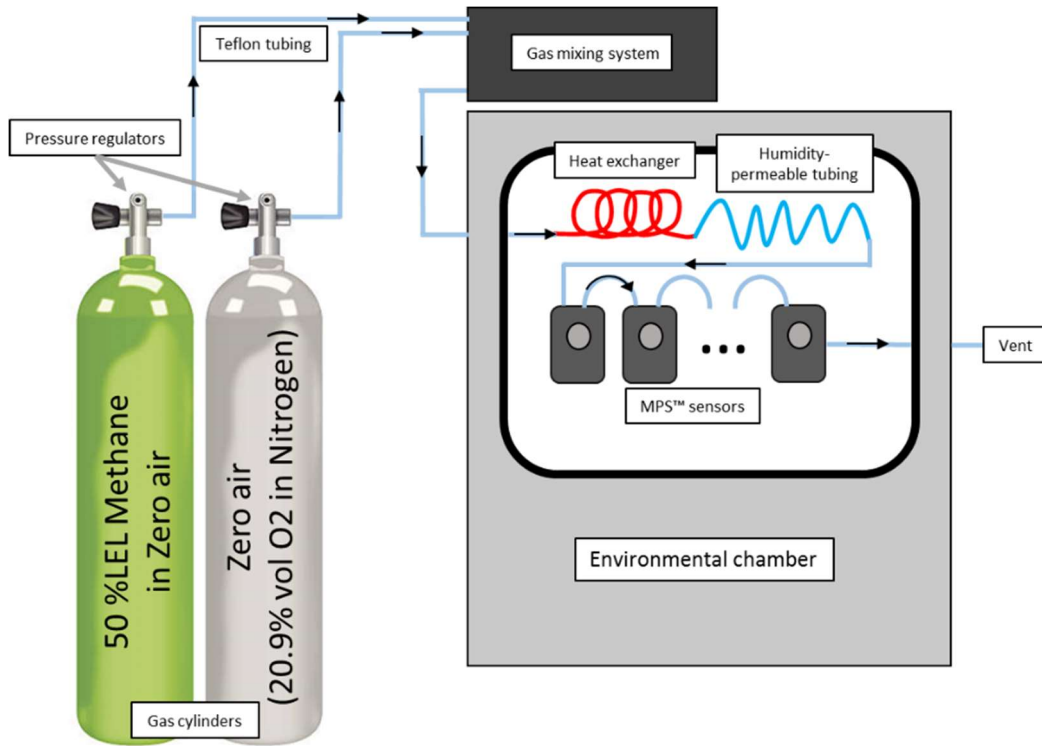 Teflon tubing
Gas mixing system
Pressure regulators
Heat exchanger
Humidity-
permeable tubing
50 %LEL Methane
in Zero air
Zero air
(20.9% vol O2 in Nitrogen)
Vent
MPS™ sensors
Environmental chamber
Gas cylinders